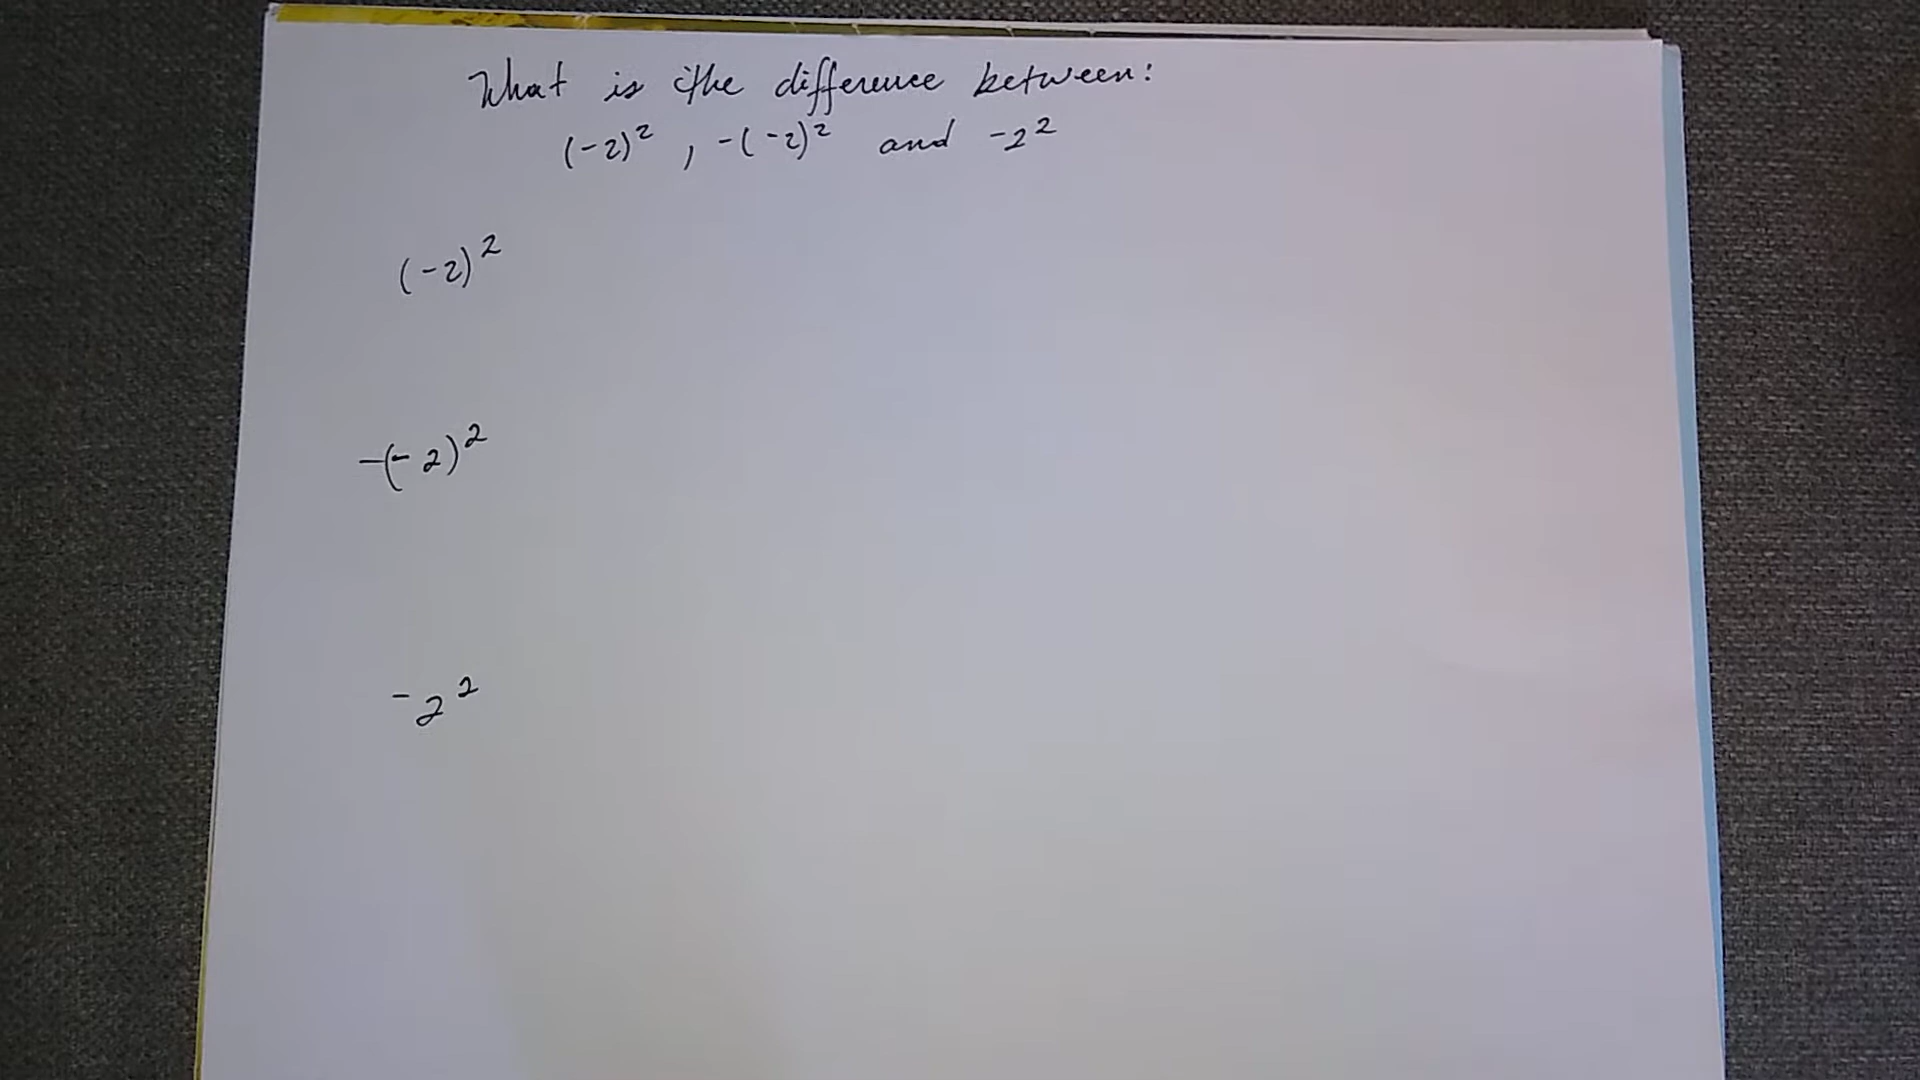 What is the difference between:
(-2)², -(-2)² and -2²
(-2)²
-(-2)²
-2²